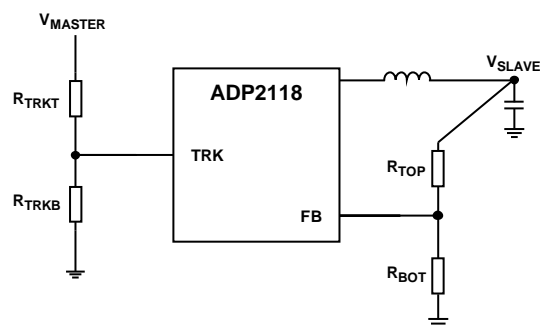 VMASTER
RTRKT
RTRKB
ADP2118
TRK
FB
VSLAVE
RTOP
RBOT